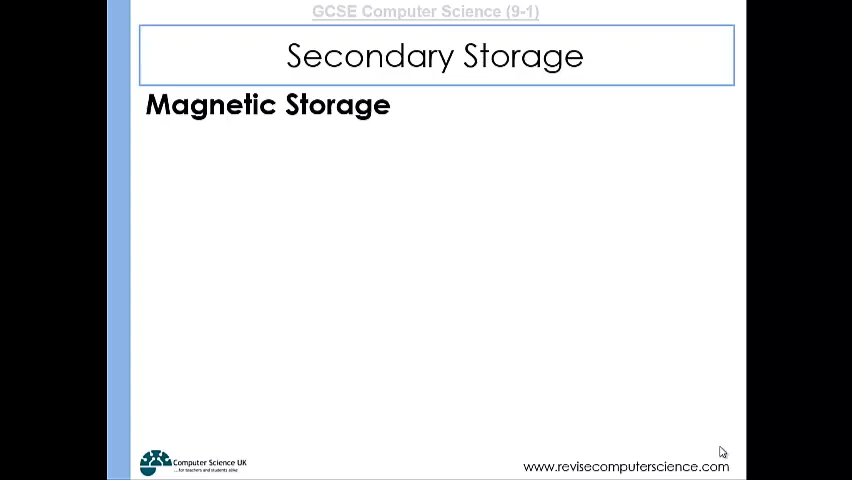 GCSE Computer Science (9-1)
Secondary Storage
Magnetic Storage
Computer Science UK
...for teachers and students alike
www.revisecomputerscience.com